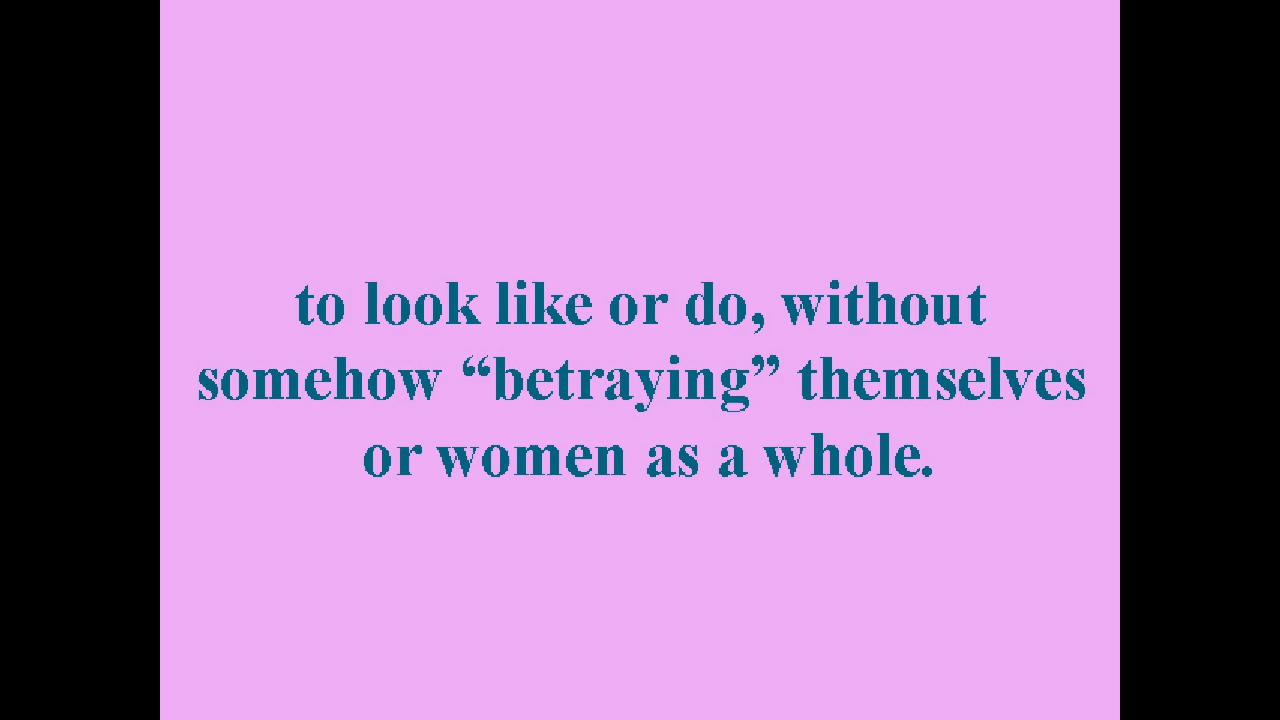 to look like or do, without
somehow “betraying” themselves
or women as a whole.